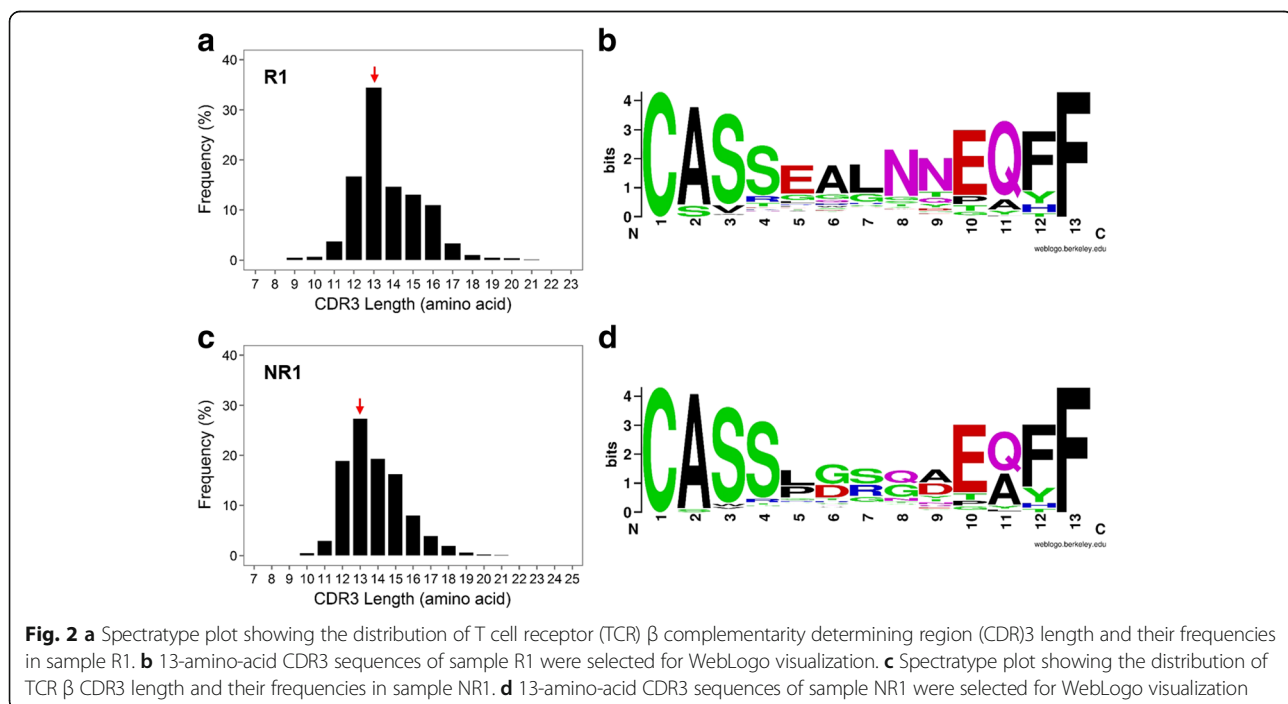 a
R1
Frequency (%)
40
30
20
10
0
7 8 9 10 11 12 13 14 15 16 17 18 19 20 21 22 23
CDR3 Length (amino acid)
b
bits
4
3
2
1
0
CASSEALNNEQFF
N
1 2 3 4 5 6 7 8 9 10 11 12 13
C
weblogo.berkeley.edu
c
NR1
Frequency (%)
40
30
20
10
0
7 8 9 10 11 12 13 14 15 16 17 18 19 20 21 22 23 24 25
CDR3 Length (amino acid)
d
bits
4
3
2
1
0
CASSLGSQAEQFF
N
1 2 3 4 5 6 7 8 9 10 11 12 13
C
weblogo.berkeley.edu
Fig. 2 a Spectratype plot showing the distribution of T cell receptor (TCR) β complementarity determining region (CDR)3 length and their frequencies
in sample R1. b 13-amino-acid CDR3 sequences of sample R1 were selected for WebLogo visualization. c Spectratype plot showing the distribution of
TCR β CDR3 length and their frequencies in sample NR1. d 13-amino-acid CDR3 sequences of sample NR1 were selected for WebLogo visualization